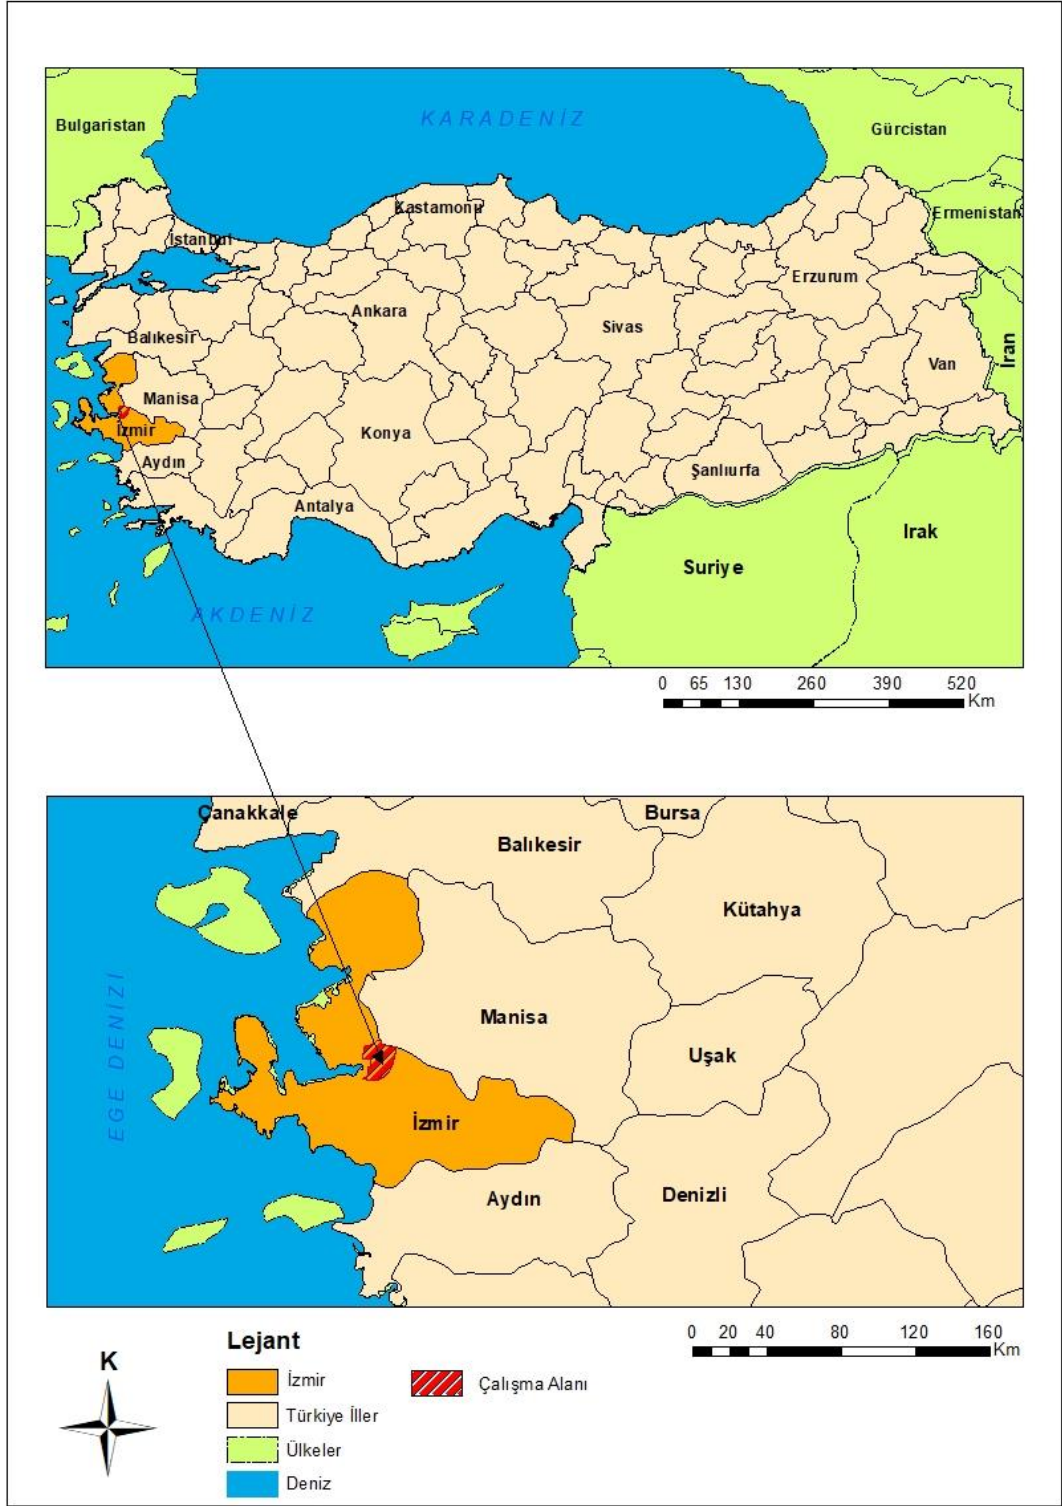 KARADENİZ
Bulgaristan
Gürcistan
Kastamonu
Ermenistan
İstanbul
Erzurum
Ankara
Sivas
Balıkesir
İran
Van
Manisa
İzmir
Konya
Aydın
Şanlıurfa
Antalya
Irak
Suriye
AKDENİZ
0 65 130 260 390 520
Km
Çanakkale
Bursa
Balıkesir
Kütahya
EGE DENİZİ
Manisa
Uşak
İzmir
Aydın
Denizli
0 20 40 80 120 160
Km
K
Lejant
İzmir
Çalışma Alanı
Türkiye İller
Ülkeler
Deniz